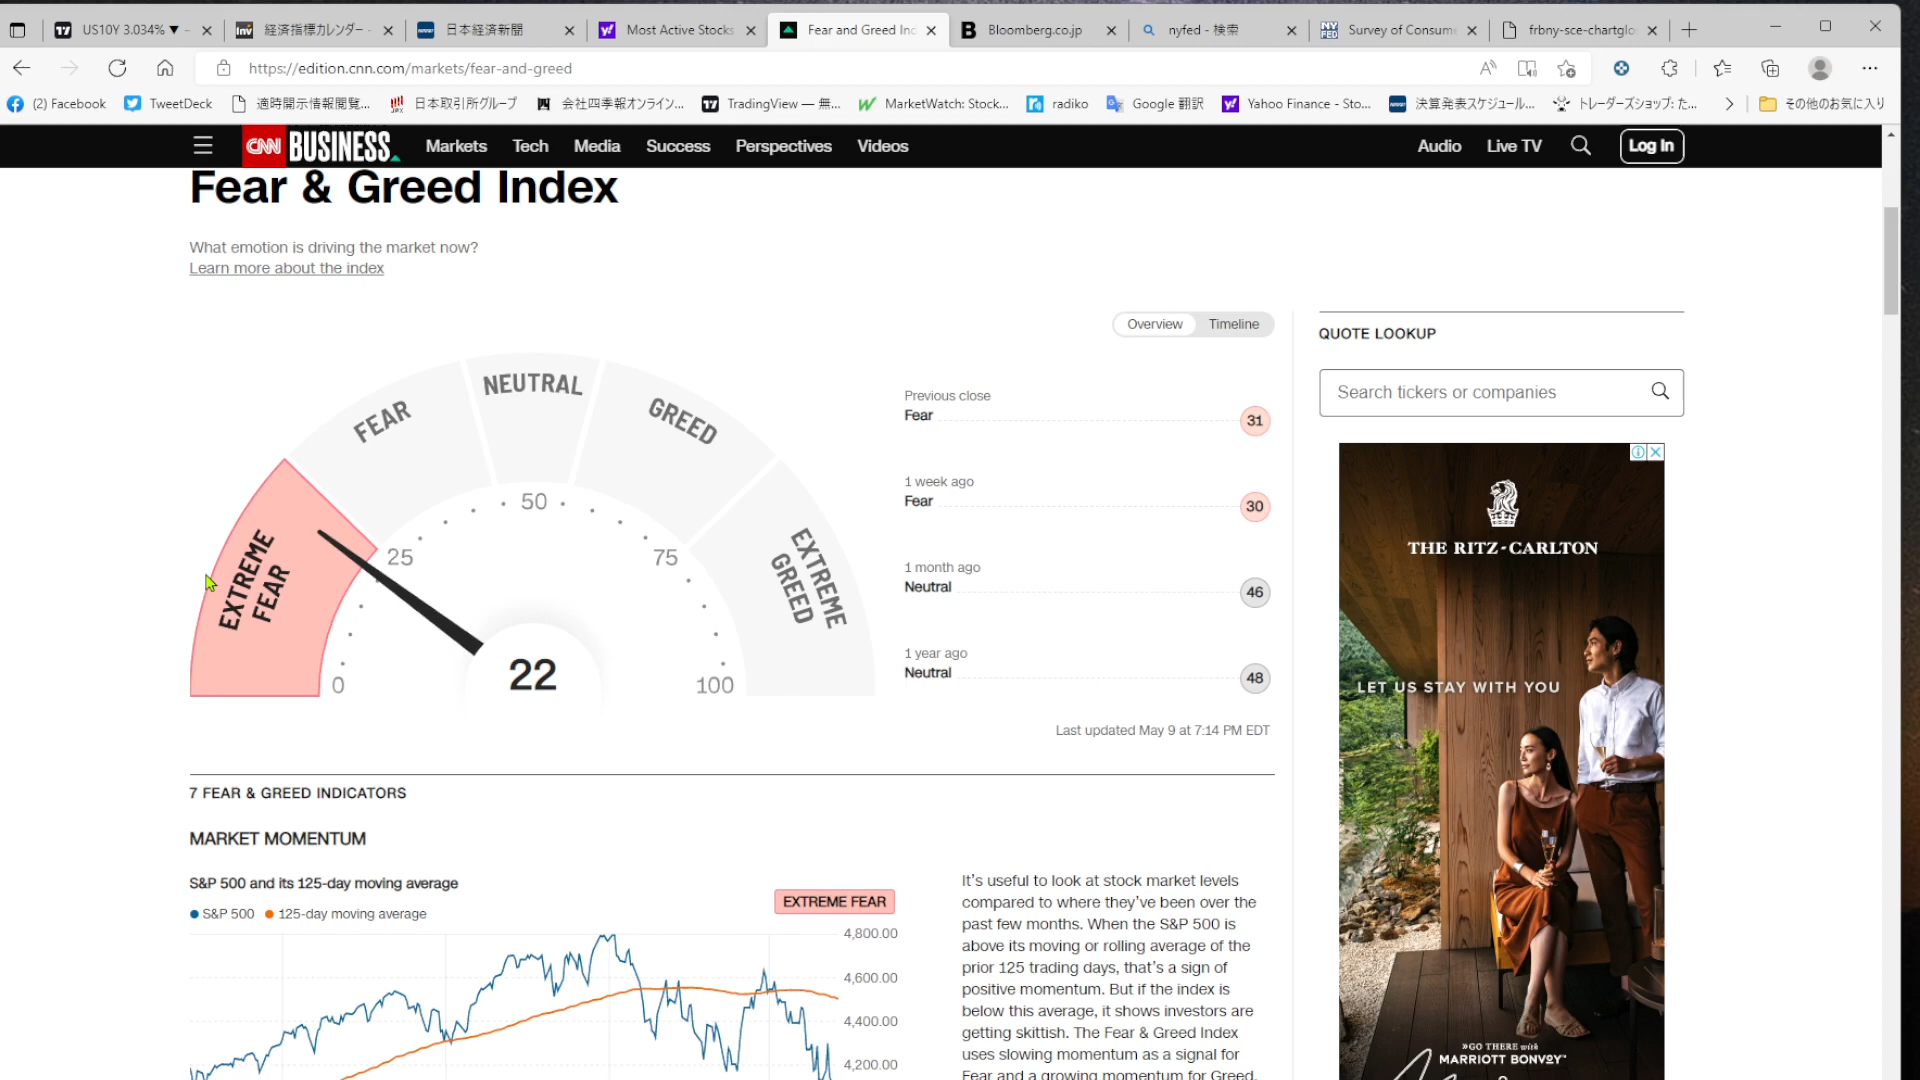 US10Y 3.034% ▼ −
経済指標カレンダー -
日本経済新聞
Most Active Stocks
Fear and Greed Ind
Bloomberg.co.jp
nyfed - 検索
Survey of Consume
frbny-sce-chartglo
https://edition.cnn.com/markets/fear-and-greed
(2) Facebook
TweetDeck
適時開示情報閲覧...
日本取引所グループ
会社四季報オンライン...
TradingView — 無...
MarketWatch: Stock...
radiko
Google 翻訳
Yahoo Finance - Sto...
決算発表スケジュール...
トレーダーズショップ: た...
その他のお気に入り
CNN BUSINESS
Markets
Tech
Media
Success
Perspectives
Videos
Audio
Live TV
Log In
Fear & Greed Index
What emotion is driving the market now?
Learn more about the index
Overview
Timeline
EXTREME FEAR
FEAR
NEUTRAL
GREED
EXTREME GREED
0
25
50
75
100
22
Previous close
Fear
31
1 week ago
Fear
30
1 month ago
Neutral
46
1 year ago
Neutral
48
Last updated May 9 at 7:14 PM EDT
QUOTE LOOKUP
Search tickers or companies
THE RITZ-CARLTON
LET US STAY WITH YOU
»GO THERE with
MARRIOTT BONVOY™
7 FEAR & GREED INDICATORS
MARKET MOMENTUM
S&P 500 and its 125-day moving average
S&P 500
125-day moving average
EXTREME FEAR
4,800.00
4,600.00
4,400.00
4,200.00
It's useful to look at stock market levels
compared to where they've been over the
past few months. When the S&P 500 is
above its moving or rolling average of the
prior 125 trading days, that's a sign of
positive momentum. But if the index is
below this average, it shows investors are
getting skittish. The Fear & Greed Index
uses slowing momentum as a signal for
Fear and a growing momentum for Greed.